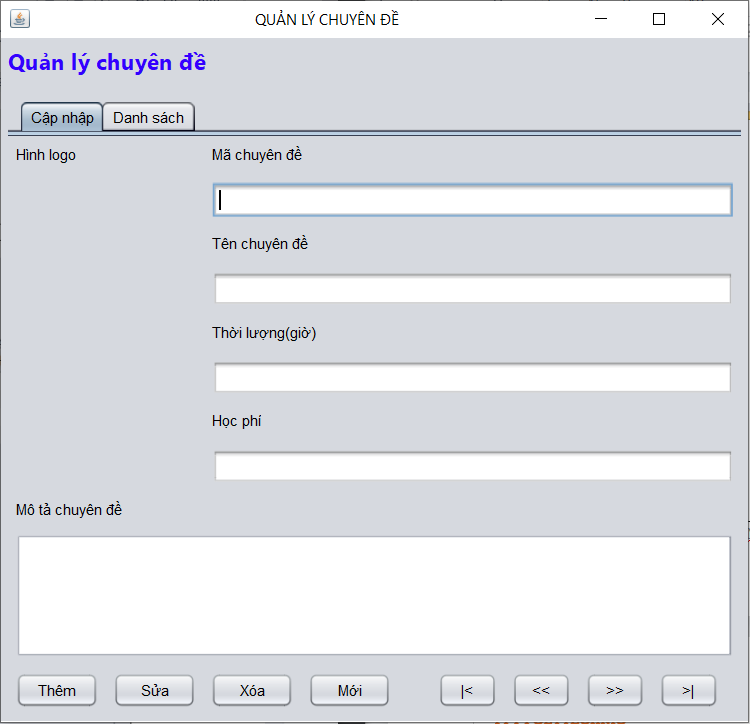 QUẢN LÝ CHUYÊN ĐỀ
Quản lý chuyên đề
Cập nhập Danh sách
Hình logo Mã chuyên đề
Tên chuyên đề
Thời lượng(giờ)
Học phí
Mô tả chuyên đề
Thêm Sửa Xóa Mới |< << >> >|